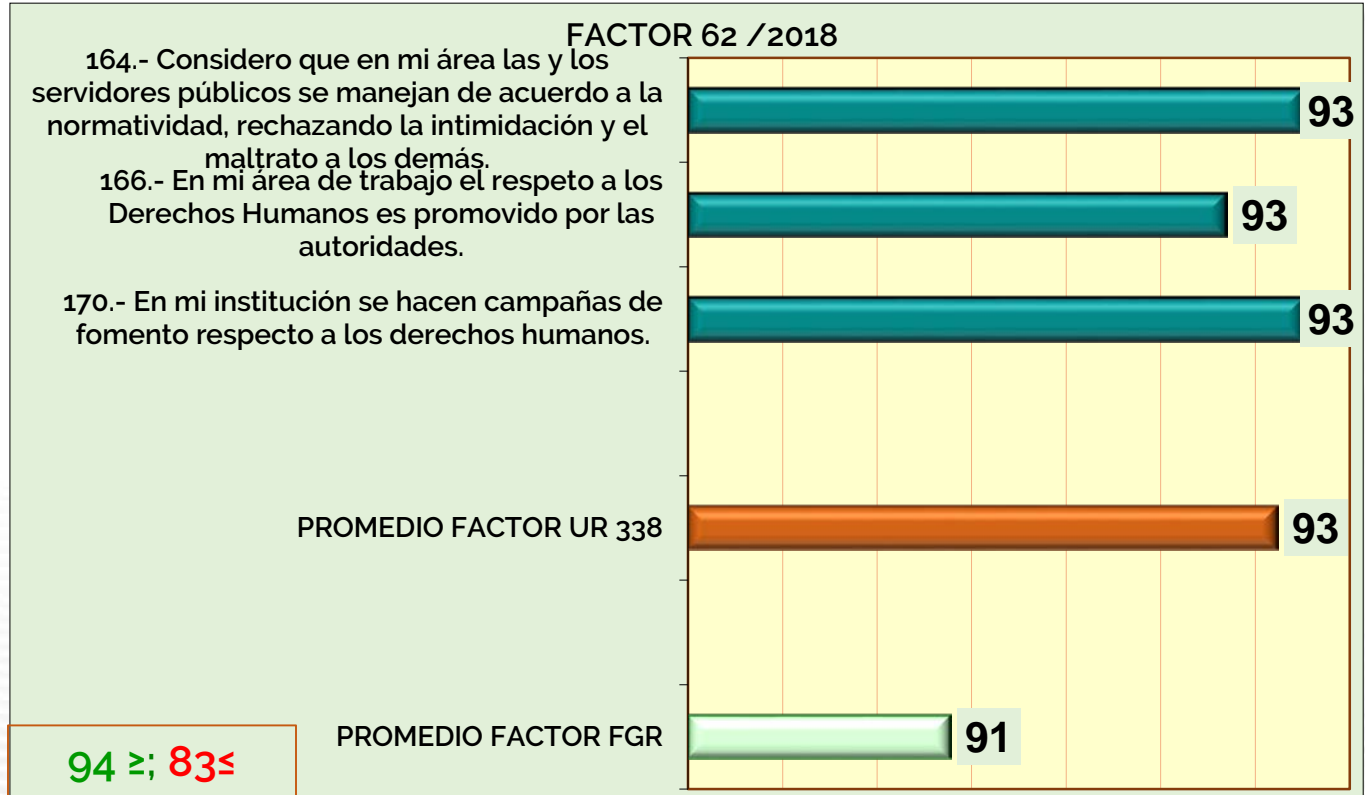 FACTOR 62 /2018
164.- Considero que en mi área las y los
servidores públicos se manejan de acuerdo a la
normatividad, rechazando la intimidación y el
maltrato a los demás.
93
166.- En mi área de trabajo el respeto a los
Derechos Humanos es promovido por las
autoridades.
93
170.- En mi institución se hacen campañas de
fomento respecto a los derechos humanos.
93
PROMEDIO FACTOR UR 338
93
PROMEDIO FACTOR FGR
91
94 ≥; 83≤